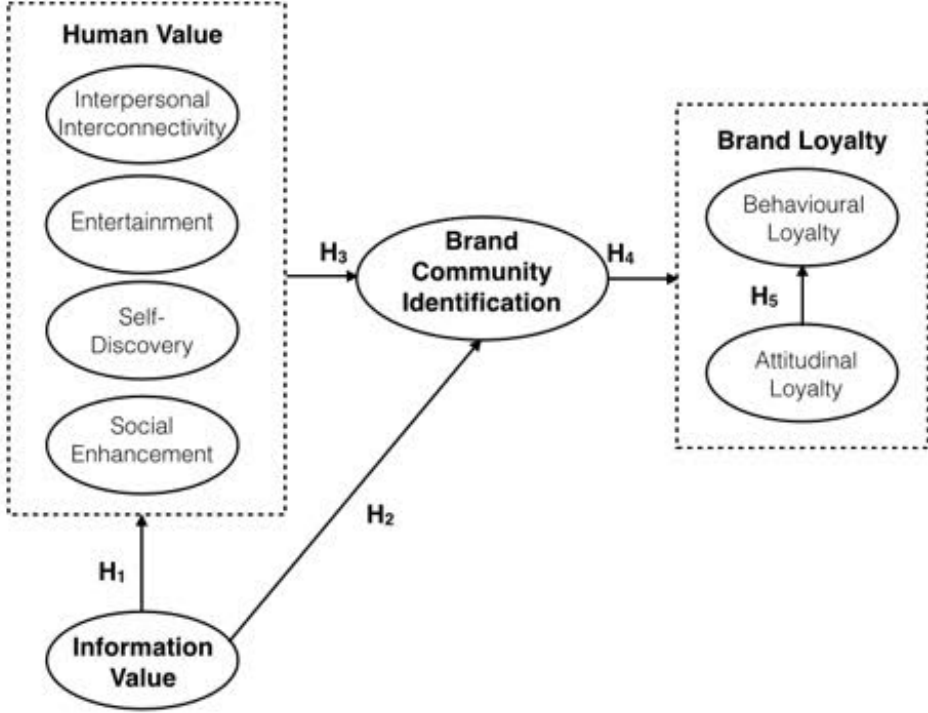 Human Value
Interpersonal
Interconnectivity
Entertainment
Self-
Discovery
Social
Enhancement
H₁
Information
Value
H₂
H₃
Brand
Community
Identification
H₄
Brand Loyalty
Behavioural
Loyalty
H₅
Attitudinal
Loyalty